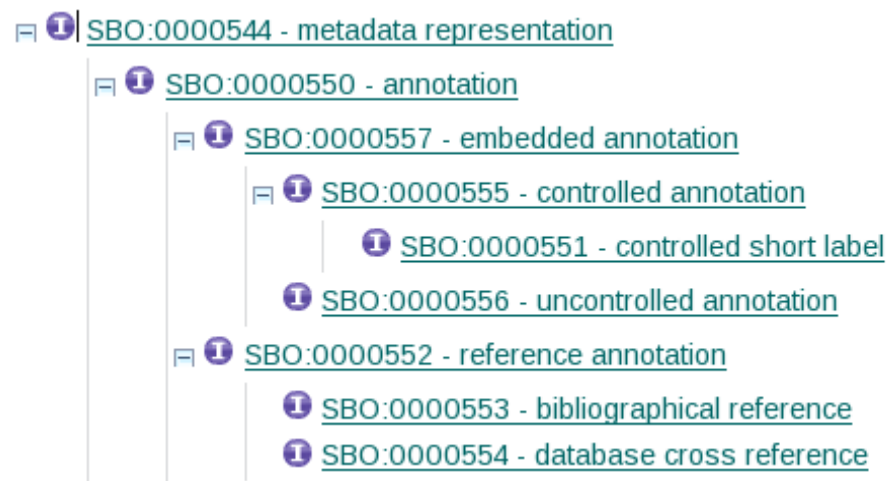 SBO:0000544 - metadata representation
SBO:0000550 - annotation
SBO:0000557 - embedded annotation
SBO:0000555 - controlled annotation
SBO:0000551 - controlled short label
SBO:0000556 - uncontrolled annotation
SBO:0000552 - reference annotation
SBO:0000553 - bibliographical reference
SBO:0000554 - database cross reference